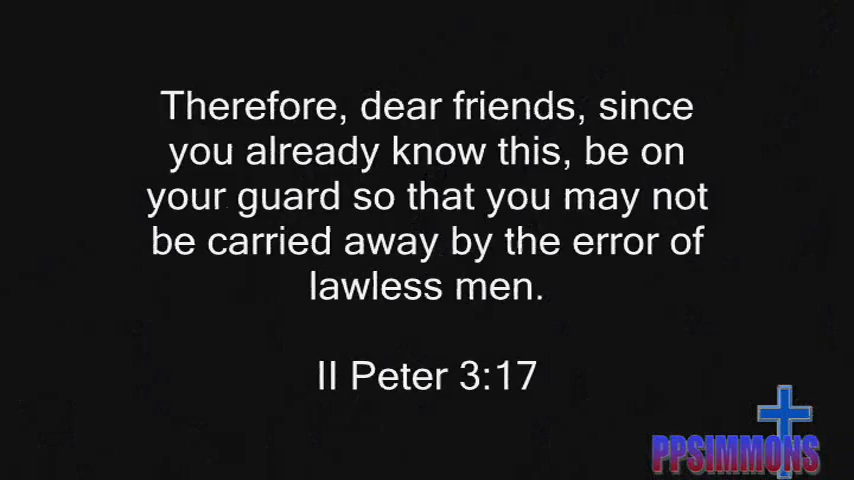 Therefore, dear friends, since
you already know this, be on
your guard so that you may not
be carried away by the error of
lawless men.
II Peter 3:17
PPSIMMONS